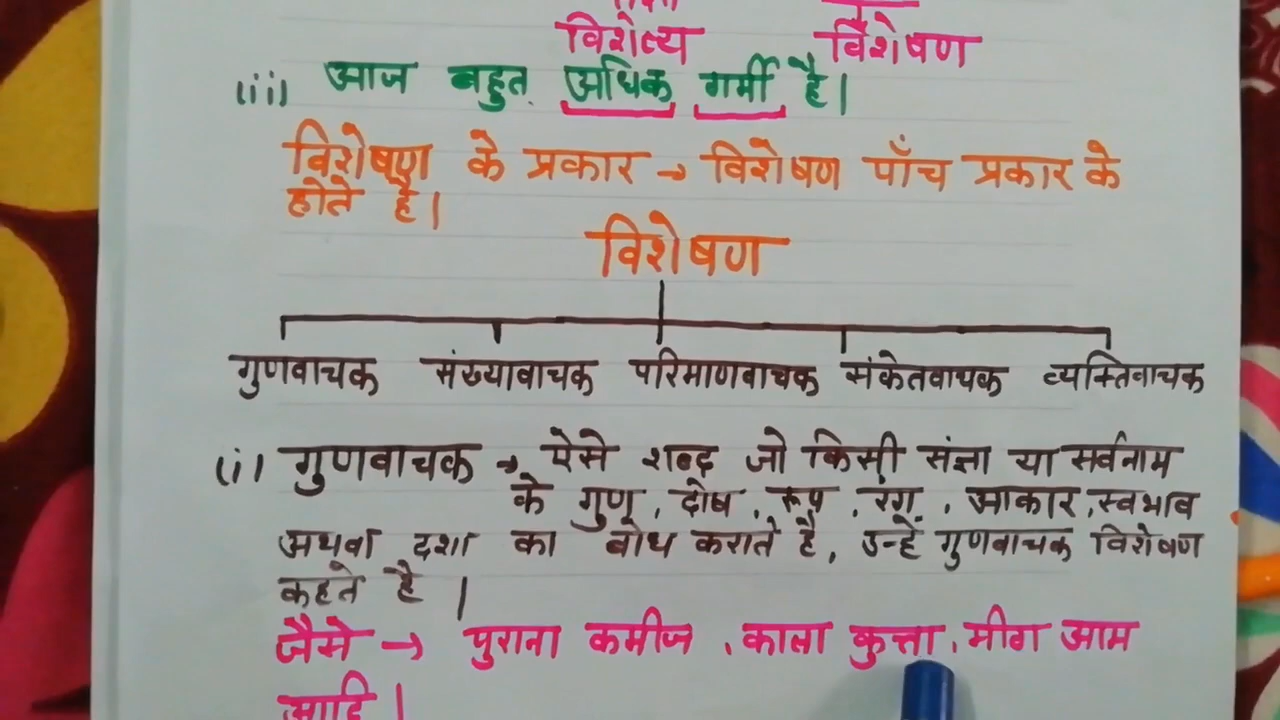 विशेष्य विशेषण
(iii) आज बहुत अधिक गर्मी है।
विशेषण के प्रकार → विशेषण पाँच प्रकार के
होते है।
विशेषण
गुणवाचक संख्यावाचक परिमाणवाचक संकेतवाचक व्यक्तिवाचक
(i) गुणवाचक → ऐसे शब्द जो किसी संज्ञा या सर्वनाम
के गुण, दोष, रूप, रंग, आकार, स्वभाव
अथवा दशा का बोध कराते है, उन्हें गुणवाचक विशेषण
कहते है।
जैसे → पुराना कमीज, काला कुत्ता, मीठा आम
आदि।